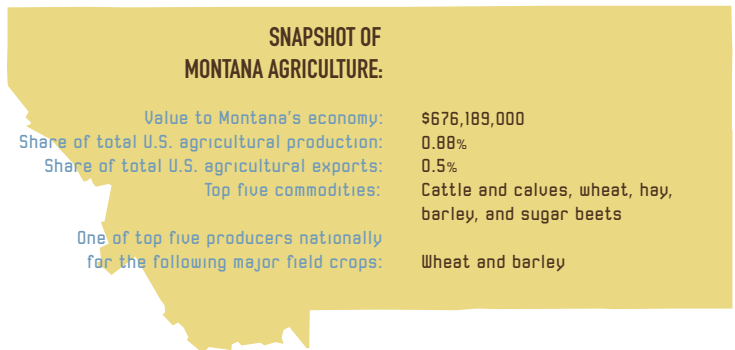 SNAPSHOT OF
MONTANA AGRICULTURE:
Value to Montana's economy: $676,189,000
Share of total U.S. agricultural production: 0.88%
Share of total U.S. agricultural exports: 0.5%
Top five commodities: Cattle and calves, wheat, hay,
barley, and sugar beets
One of top five producers nationally
for the following major field crops: Wheat and barley